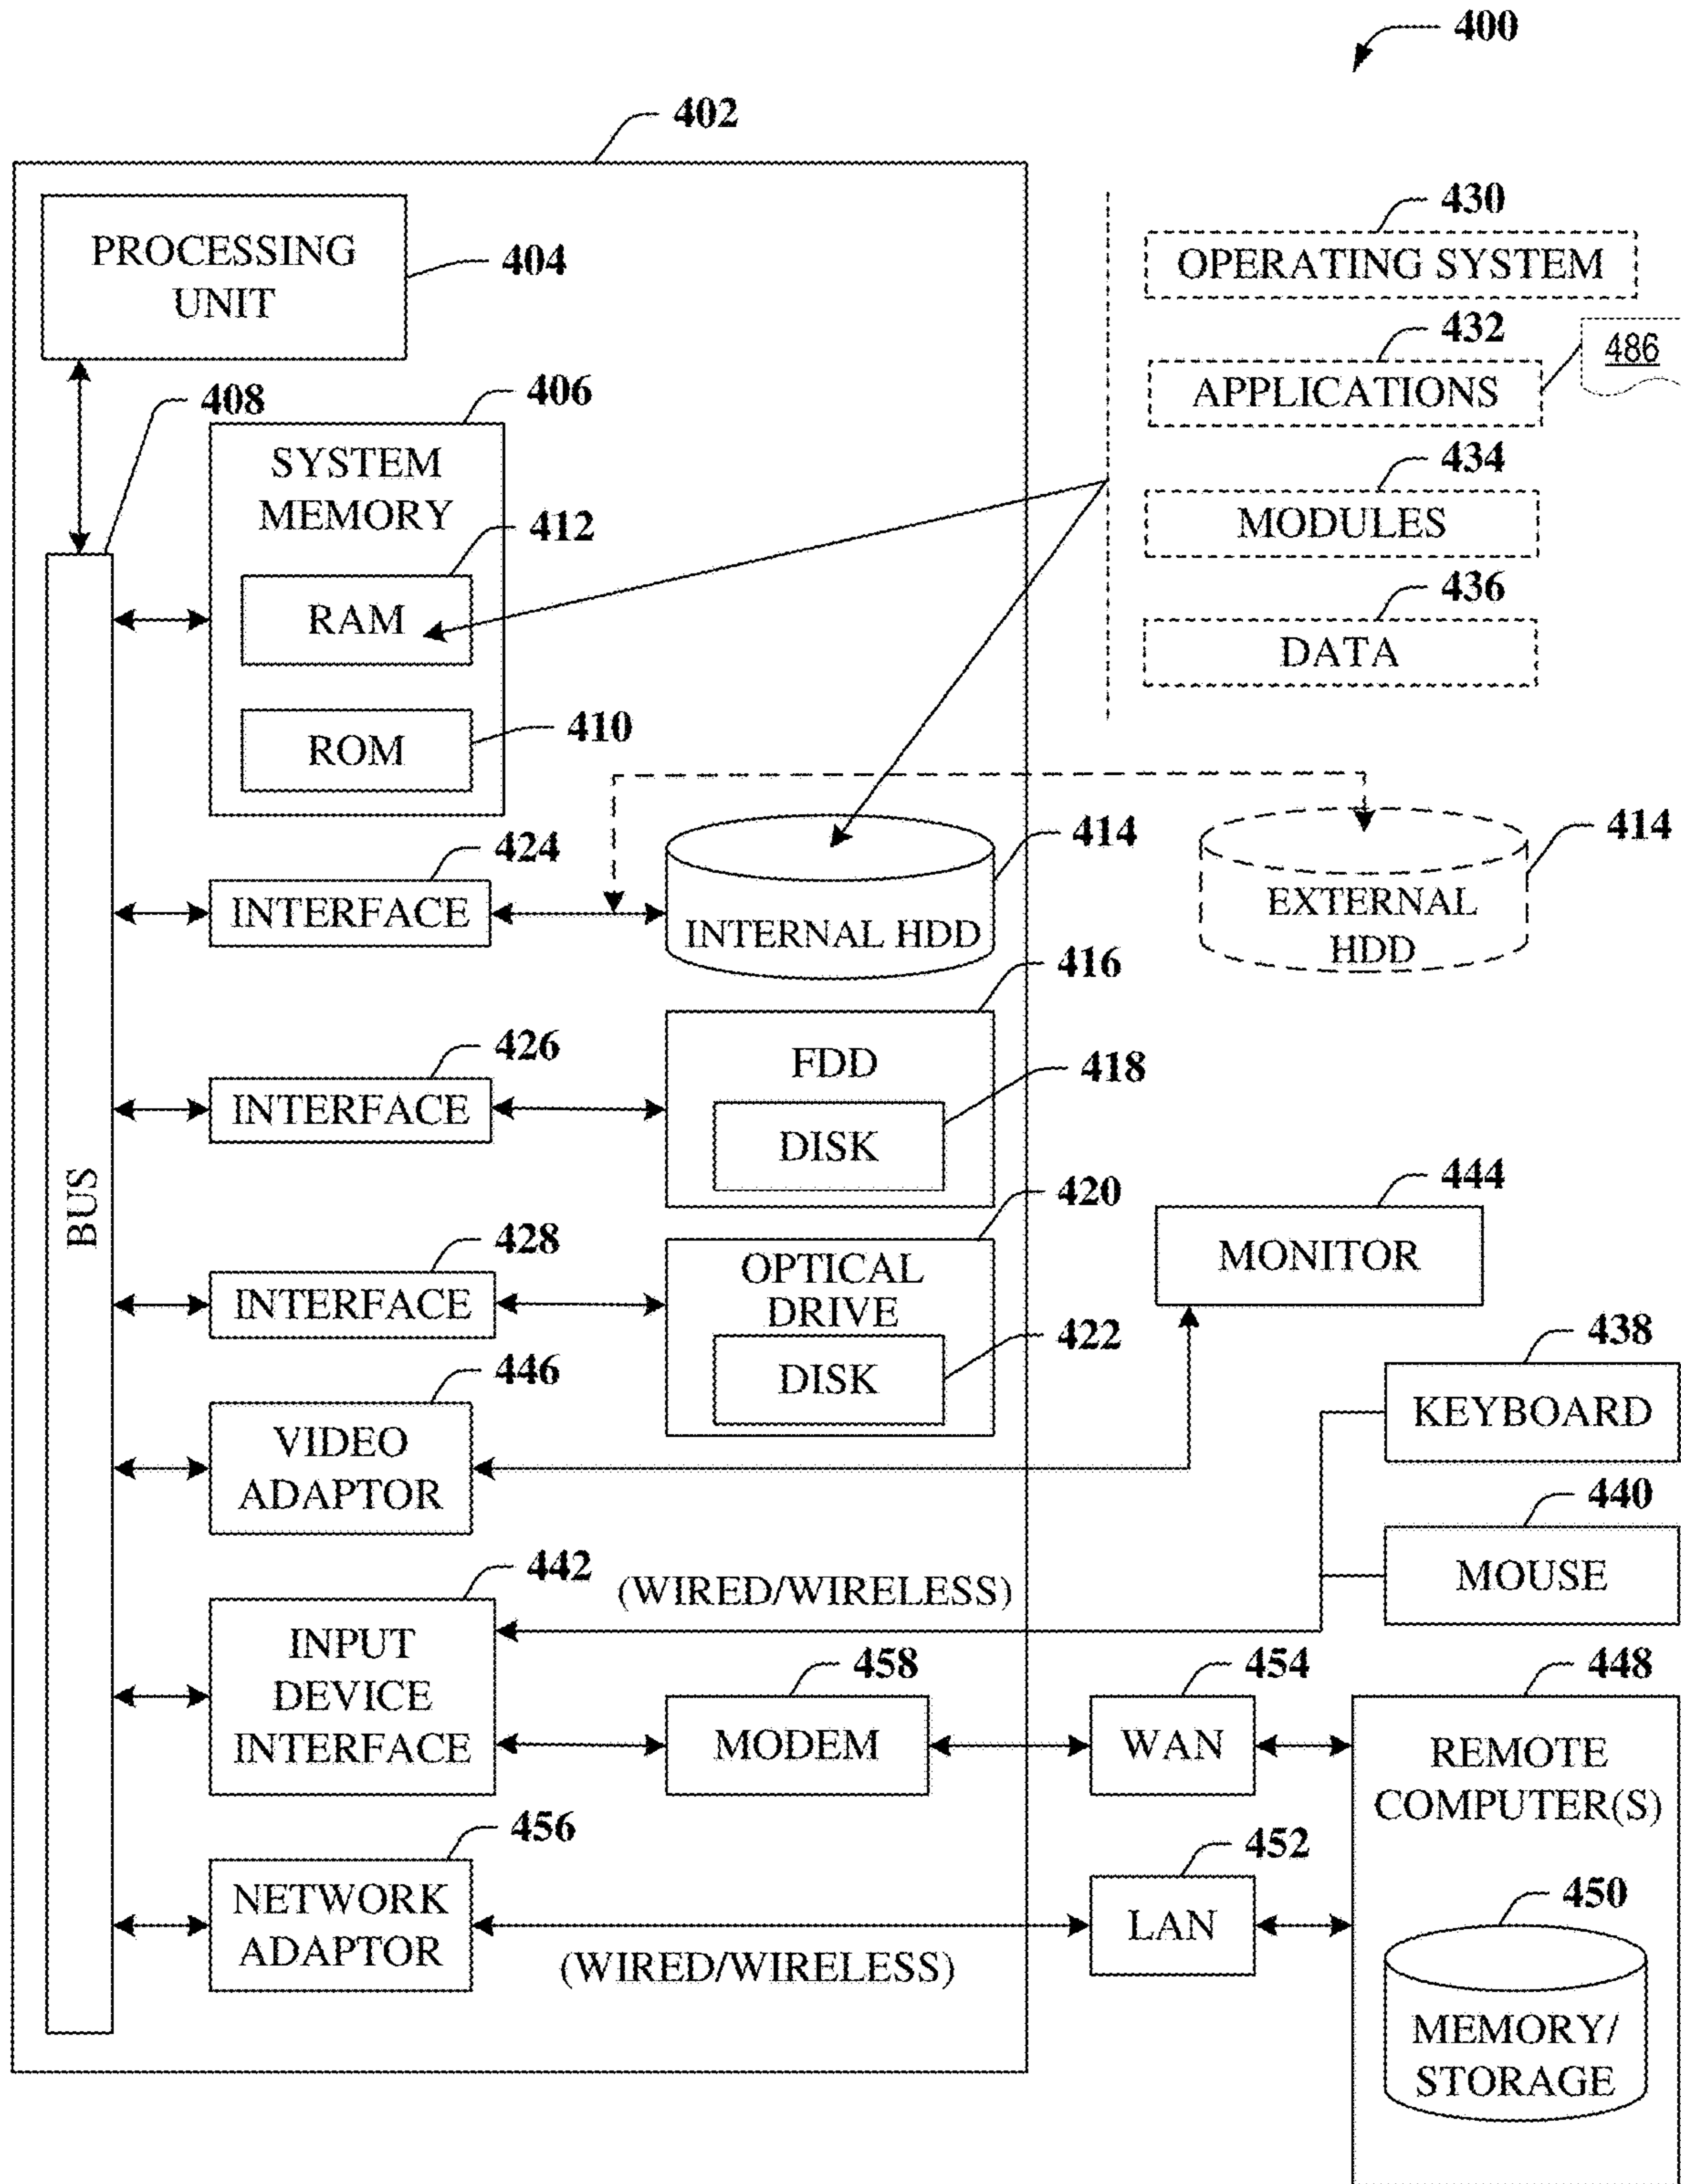 400
402
PROCESSING
UNIT
404
430
OPERATING SYSTEM
432
486
APPLICATIONS
434
MODULES
436
DATA
408
406
SYSTEM
MEMORY
412
RAM
410
ROM
BUS
424
INTERFACE
414
INTERNAL HDD
414
EXTERNAL
HDD
426
INTERFACE
416
FDD
418
DISK
428
INTERFACE
420
OPTICAL
DRIVE
422
DISK
444
MONITOR
446
VIDEO
ADAPTOR
438
KEYBOARD
440
MOUSE
442
INPUT
DEVICE
INTERFACE
(WIRED/WIRELESS)
458
MODEM
454
WAN
448
REMOTE
COMPUTER(S)
456
NETWORK
ADAPTOR
(WIRED/WIRELESS)
452
LAN
450
MEMORY/
STORAGE